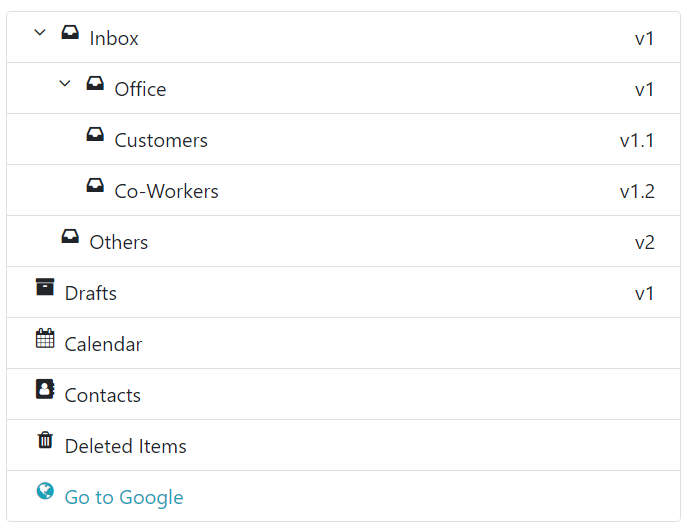 Inbox v1
Office v1
Customers v1.1
Co-Workers v1.2
Others v2
Drafts v1
Calendar
Contacts
Deleted Items
Go to Google